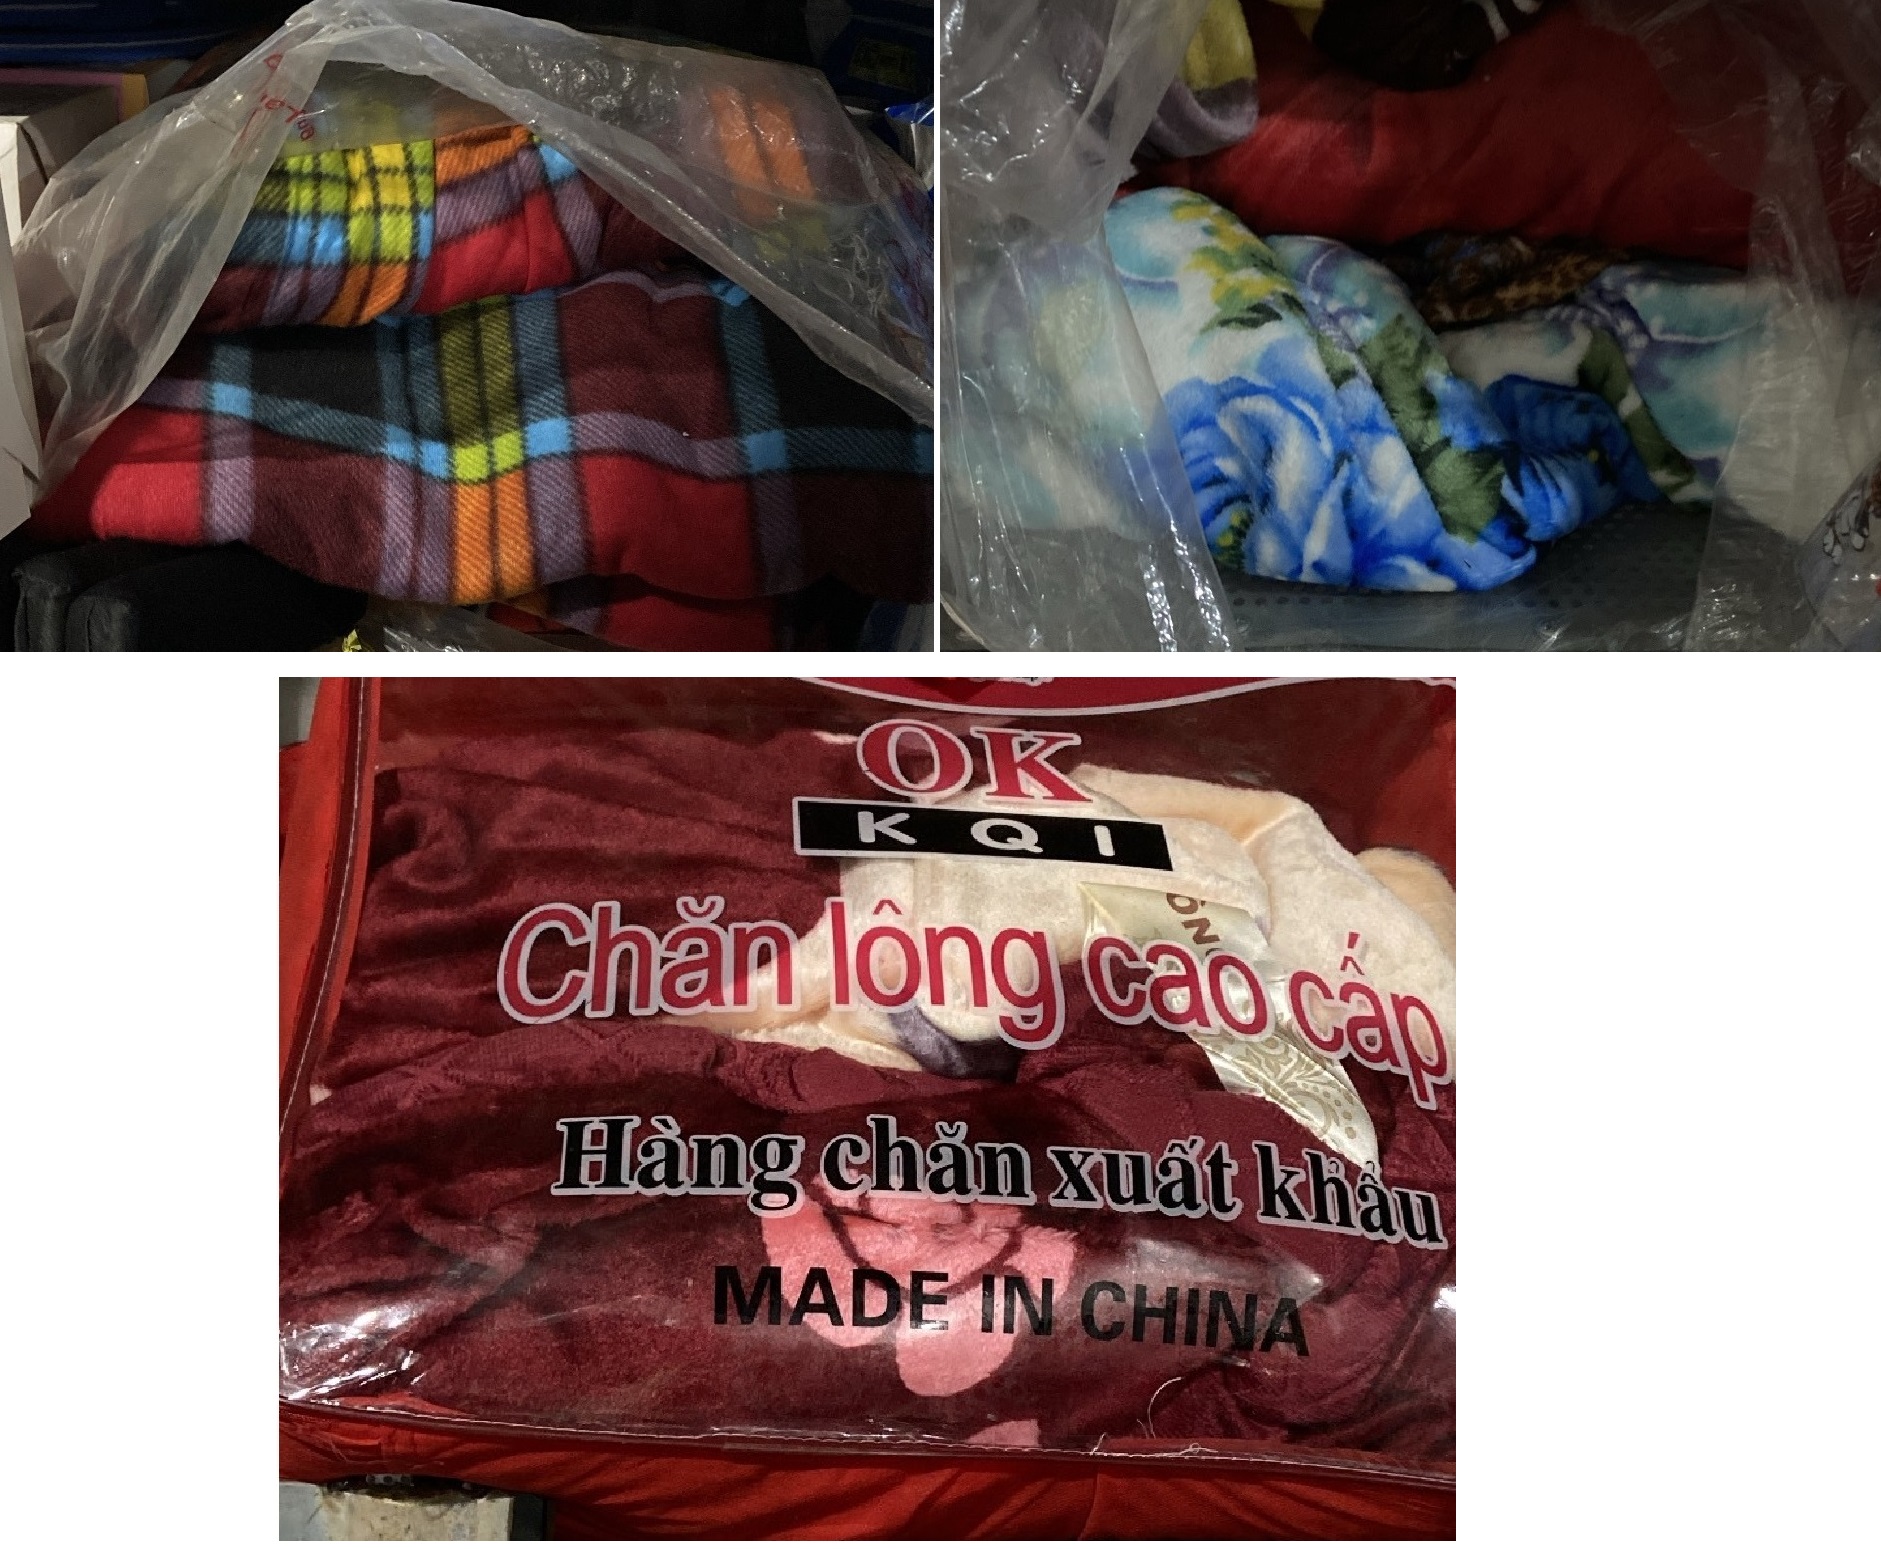 OK
KQI
Chăn lông cao cấp
Hàng chăn xuất khẩu
MADE IN CHINA